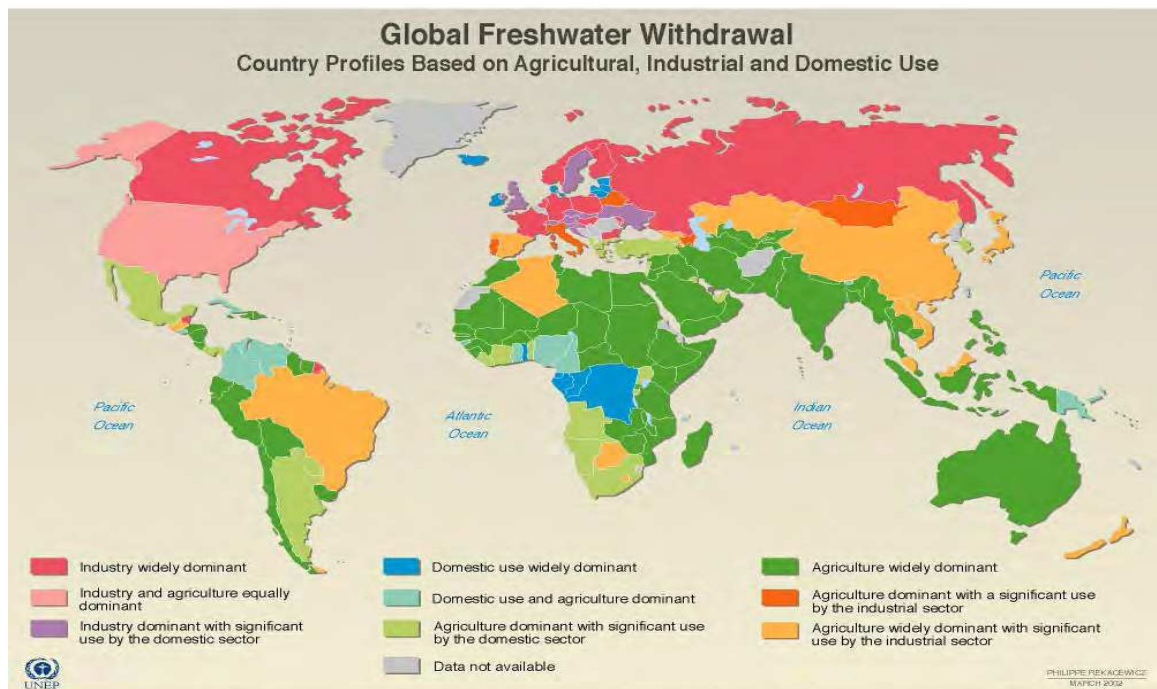 Global Freshwater Withdrawal
Country Profiles Based on Agricultural, Industrial and Domestic Use
Pacific
Ocean
Pacific
Ocean
Atlantic
Ocean
Indian
Ocean
Industry widely dominant
Industry and agriculture equally
dominant
Industry dominant with significant
use by the domestic sector
Domestic use widely dominant
Domestic use and agriculture dominant
Agriculture dominant with significant use
by the domestic sector
Data not available
Agriculture widely dominant
Agriculture dominant with a significant use
by the industrial sector
Agriculture widely dominant with significant
use by the industrial sector
UNEP
PHILIPPE REKACEWICZ
MARCH 2002